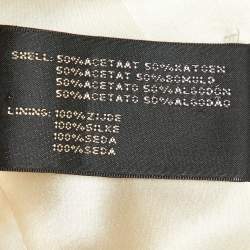 SHELL: 50%ACETAAT 50%KATOEN
50%ACETAT 50%BOMULD
50%ACETATO 50%ALGODÓN
50%ACETATO 50%ALGODÃO
LINING: 100%ZIJDE
100%SILKE
100%SEDA
100%SEDA